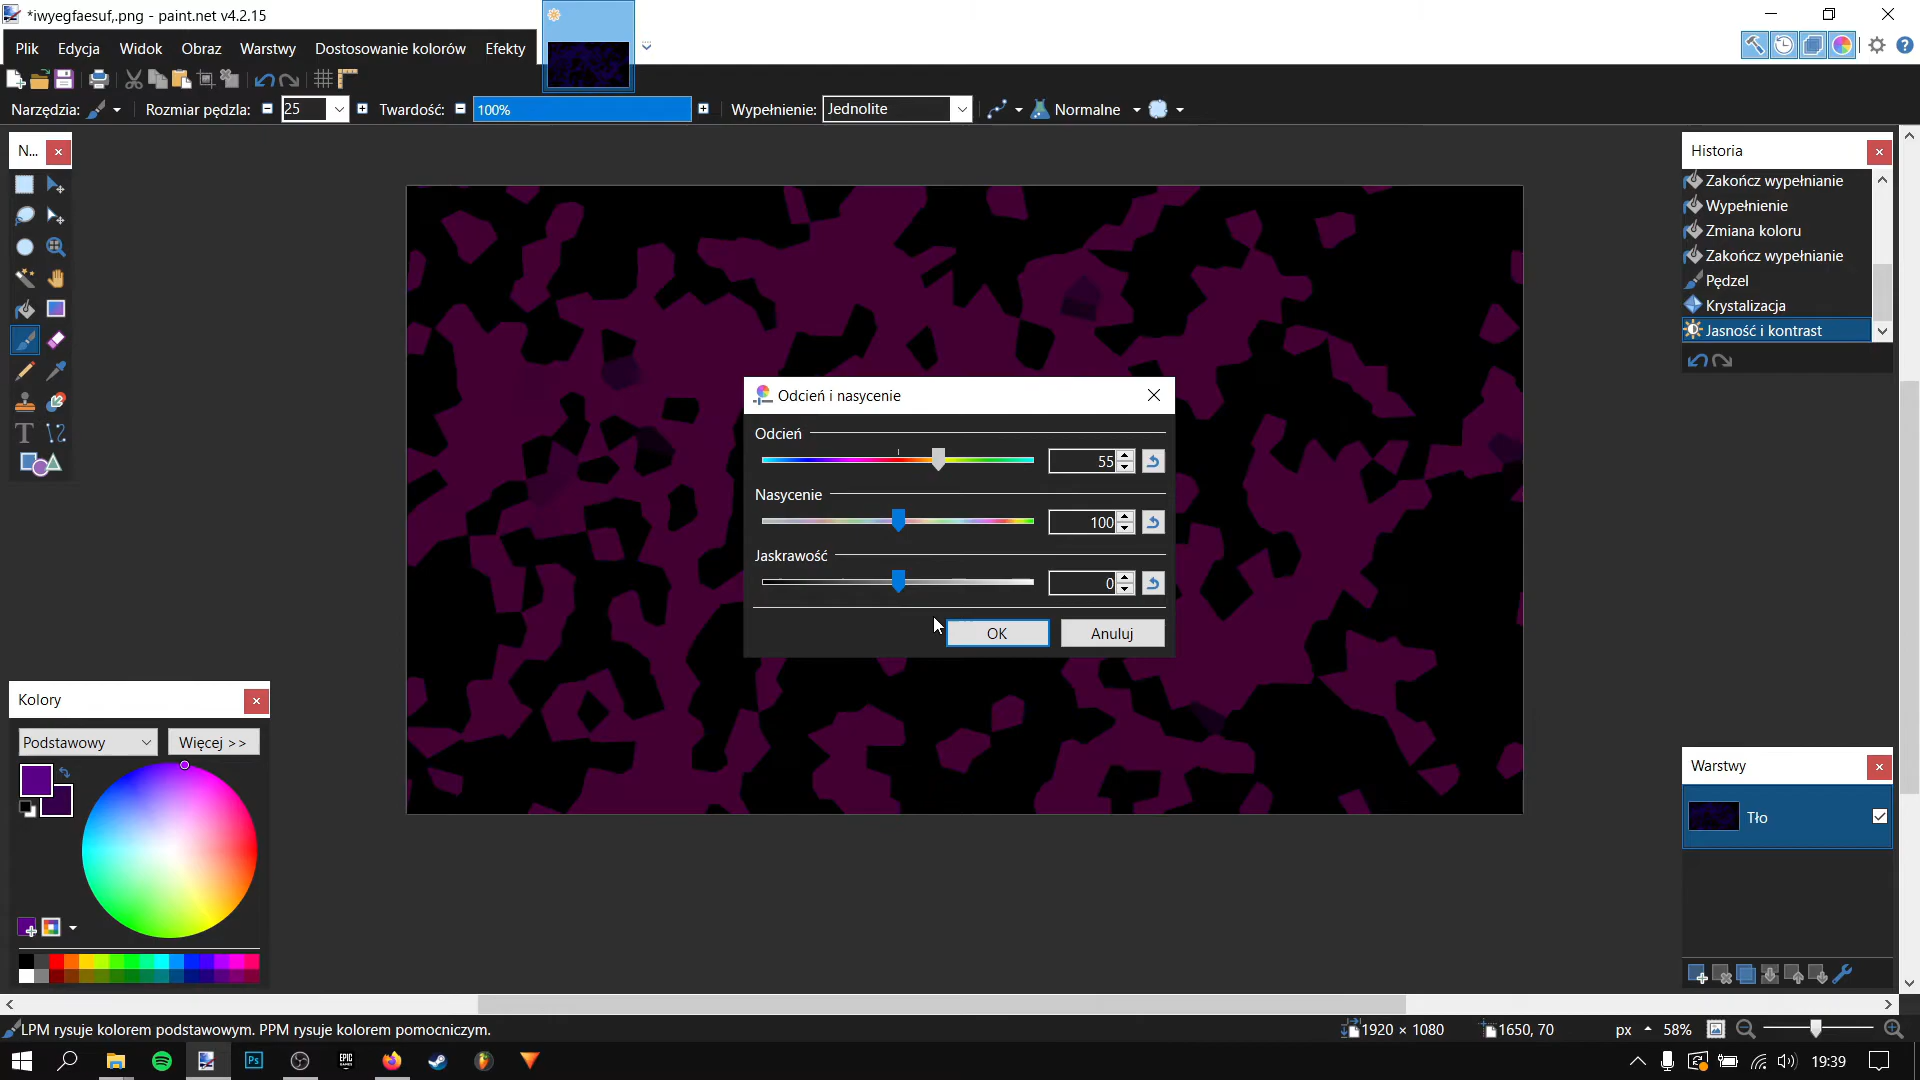 *iwyegfaesuf,.png - paint.net v4.2.15
Plik Edycja Widok Obraz Warstwy Dostosowanie kolorów Efekty
Narzędzia: Rozmiar pędzla: 25 Twardość: 100% Wypełnienie: Jednolite Normalne
N...
Historia
Zakończ wypełnianie
Wypełnienie
Zmiana koloru
Zakończ wypełnianie
Pędzel
Krystalizacja
Jasność i kontrast
Odcień i nasycenie
Odcień
55
Nasycenie
100
Jaskrawość
0
OK Anuluj
Kolory
Podstawowy Więcej >>
Warstwy
Tło
LPM rysuje kolorem podstawowym. PPM rysuje kolorem pomocniczym.
1920 × 1080 1650, 70 px 58%
Ps EPIC GAMES 19:39